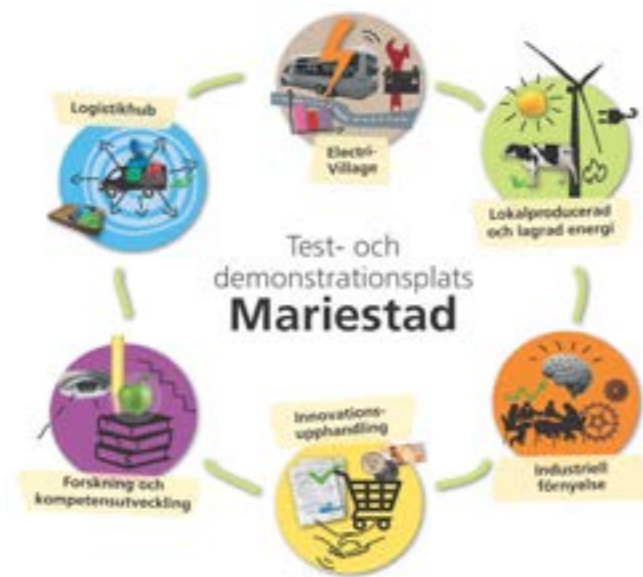 Logistikhub
Electri-
Village
Lokalproducerad
och lagrad energi
Test- och
demonstrationsplats
Mariestad
Innovations-
upphandling
Industriell
förnyelse
Forskning och
kompetensutveckling